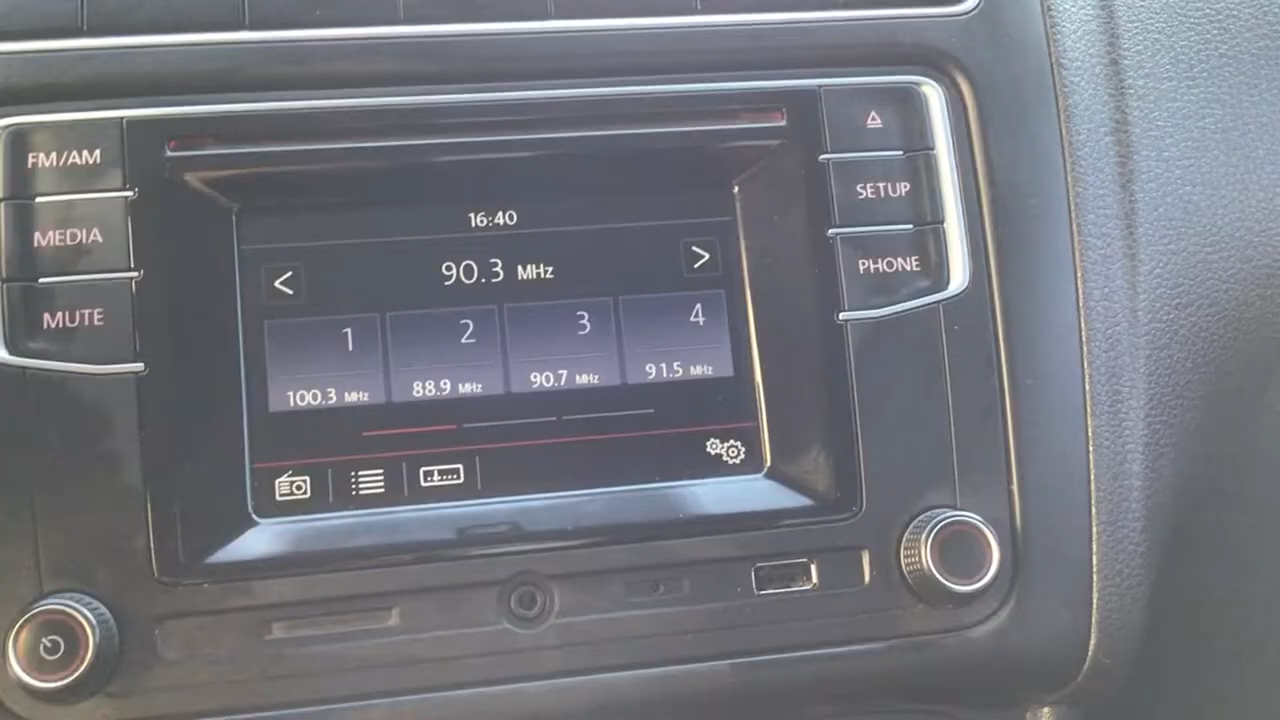 FM/AM
MEDIA
MUTE
16:40
90.3 MHz
<
>
1
2
3
4
100.3 MHz
88.9 MHz
90.7 MHz
91.5 MHz
SETUP
PHONE